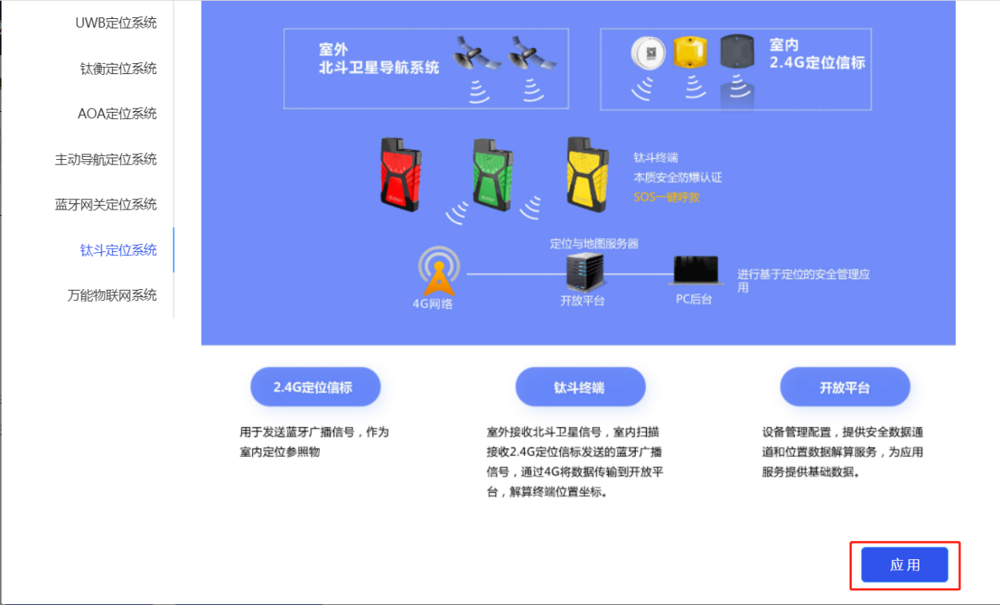 UWB定位系统
钛衡定位系统
AOA定位系统
主动导航定位系统
蓝牙网关定位系统
钛斗定位系统
万能物联网系统
室外
北斗卫星导航系统
室内
2.4G定位信标
钛斗终端
本质安全防爆认证
SOS一键呼救
定位与地图服务器
4G网络
开放平台
PC后台
进行基于定位的安全管理应
用
2.4G定位信标
用于发送蓝牙广播信号，作为
室内定位参照物
钛斗终端
室外接收北斗卫星信号，室内扫描
接收2.4G定位信标发送的蓝牙广播
信号，通过4G将数据传输到开放平
台，解算终端位置坐标。
开放平台
设备管理配置，提供安全数据通
道和位置数据解算服务，为应用
服务提供基础数据。
应用